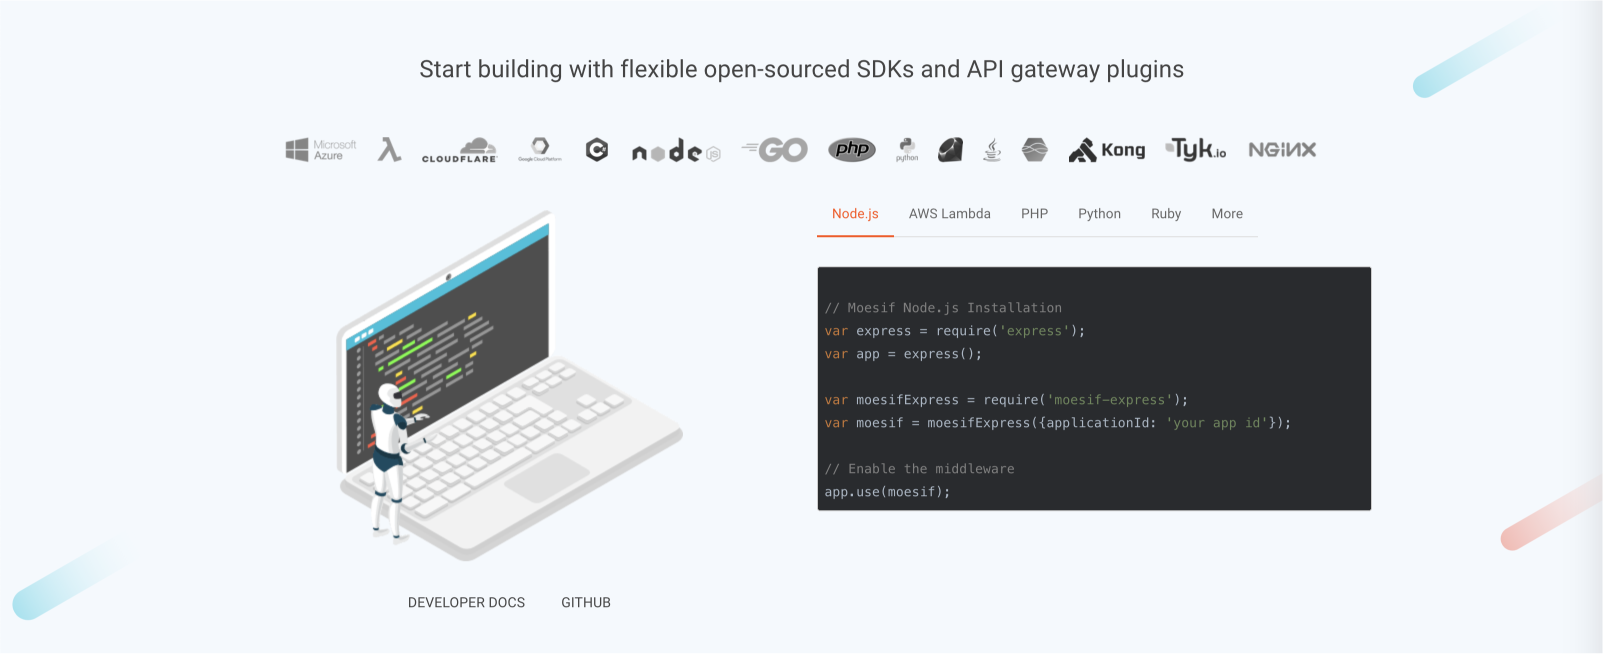 Start building with flexible open-sourced SDKs and API gateway plugins
Microsoft
Azure
λ
CLOUDFLARE
Google Cloud Platform
C
node JS
GO
php
python
Kong
Tyk.io
NGINX
Node.js AWS Lambda PHP Python Ruby More
// Moesif Node.js Installation
var express = require('express');
var app = express();
var moesifExpress = require('moesif-express');
var moesif = moesifExpress({applicationId: 'your app id'});
// Enable the middleware
app.use(moesif);
DEVELOPER DOCS GITHUB